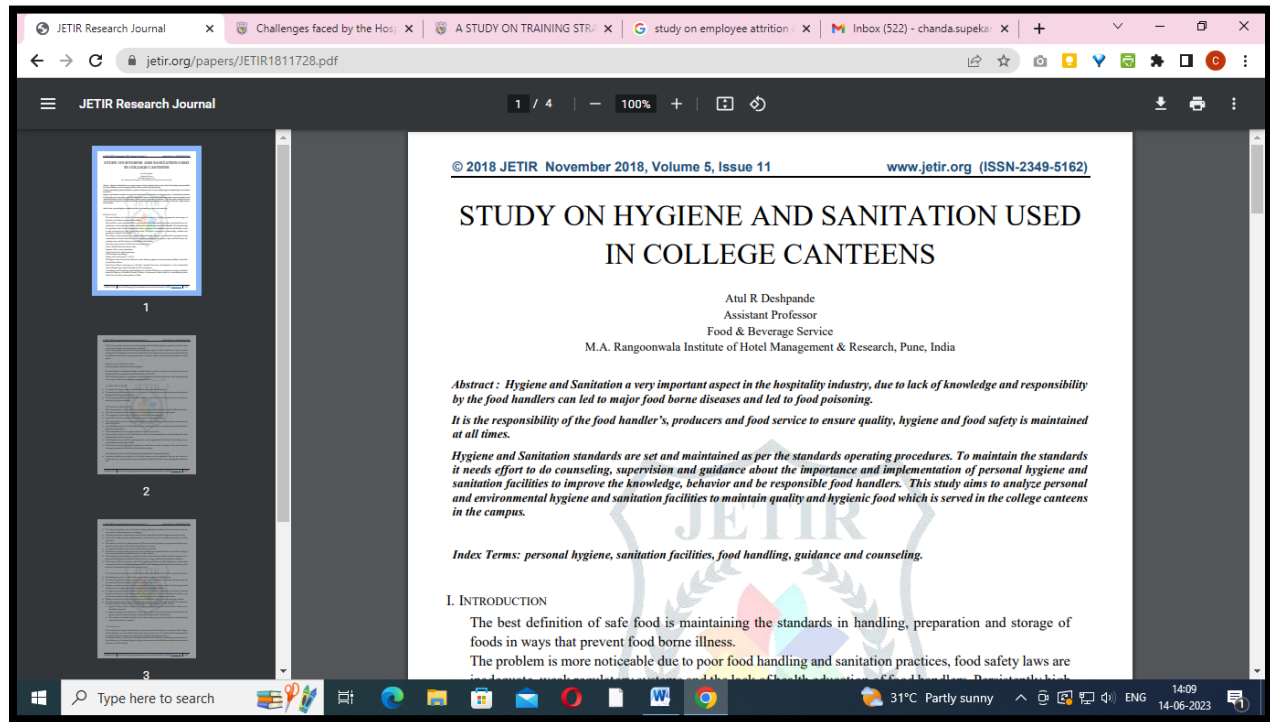 JETIR Research Journal
Challenges faced by the Hosp
A STUDY ON TRAINING STRA
study on employee attrition
Inbox (522) - chanda.supekar
jetir.org/papers/JETIR1811728.pdf
C
JETIR Research Journal
1 / 4
100%
© 2018 JETIR November 2018, Volume 5, Issue 11 www.jetir.org (ISSN-2349-5162)
STUDY ON HYGIENE AND SANITATION USED
IN COLLEGE CANTEENS
Atul R Deshpande
Assistant Professor
Food & Beverage Service
M.A. Rangoonwala Institute of Hotel Management & Research, Pune, India
Abstract : Hygiene and Sanitation a very important aspect in the hospitality industry, due to lack of knowledge and responsibility
by the food handlers can led to major food borne diseases and led to food poisoning.
It is the responsibility of the food handler's, producers and food service to ensure quality, hygiene and food safety is maintained
at all times.
Hygiene and Sanitation standards are set and maintained as per the standards operating procedures. To maintain the standards
it needs effort to do counseling, supervision and guidance about the importance and implementation of personal hygiene and
sanitation facilities to improve the knowledge, behavior and be responsible food handlers. This study aims to analyze personal
and environmental hygiene and sanitation facilities to maintain quality and hygienic food which is served in the college canteens
in the campus.
JETIR
Index Terms: personal hygiene, sanitation facilities, food handling, guidance and counseling.
I. INTRODUCTION
The best definition of safe food is maintaining the standards in handling, preparation and storage of
foods in ways that prevent food borne illness.
The problem is more noticeable due to poor food handling and sanitation practices, food safety laws are
1
2
3
Type here to search
31°C Partly sunny
ENG
14:09
14-06-2023
1